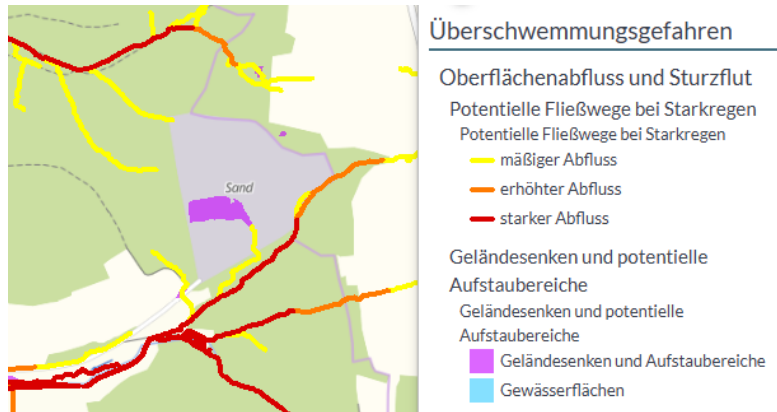 Sand
Überschwemmungsgefahren
Oberflächenabfluss und Sturzflut
Potentielle Fließwege bei Starkregen
Potentielle Fließwege bei Starkregen
mäßiger Abfluss
erhöhter Abfluss
starker Abfluss
Geländesenken und potentielle
Aufstaubereiche
Geländesenken und potentielle
Aufstaubereiche
Geländesenken und Aufstaubereiche
Gewässerflächen